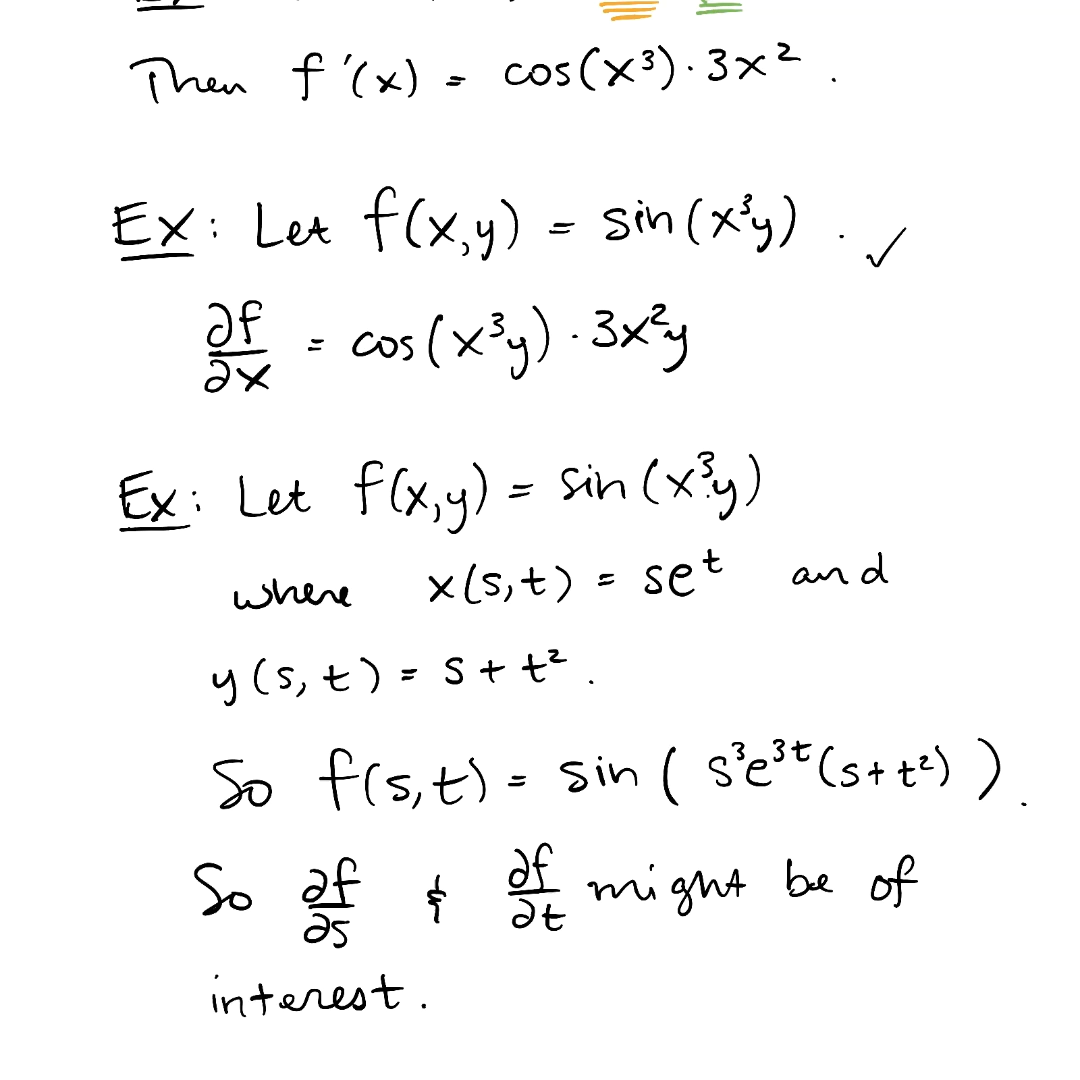 Then f'(x) = cos(x³)·3x².
Ex: Let f(x,y) = sin(x³y). ✓
∂f/∂x = cos(x³y)·3x²y
Ex: Let f(x,y) = sin(x³y)
where x(s,t) = se^t and
y(s,t) = s + t².
So f(s,t) = sin( s³e^3t(s+t²) ).
So ∂f/∂s & ∂f/∂t might be of
interest.